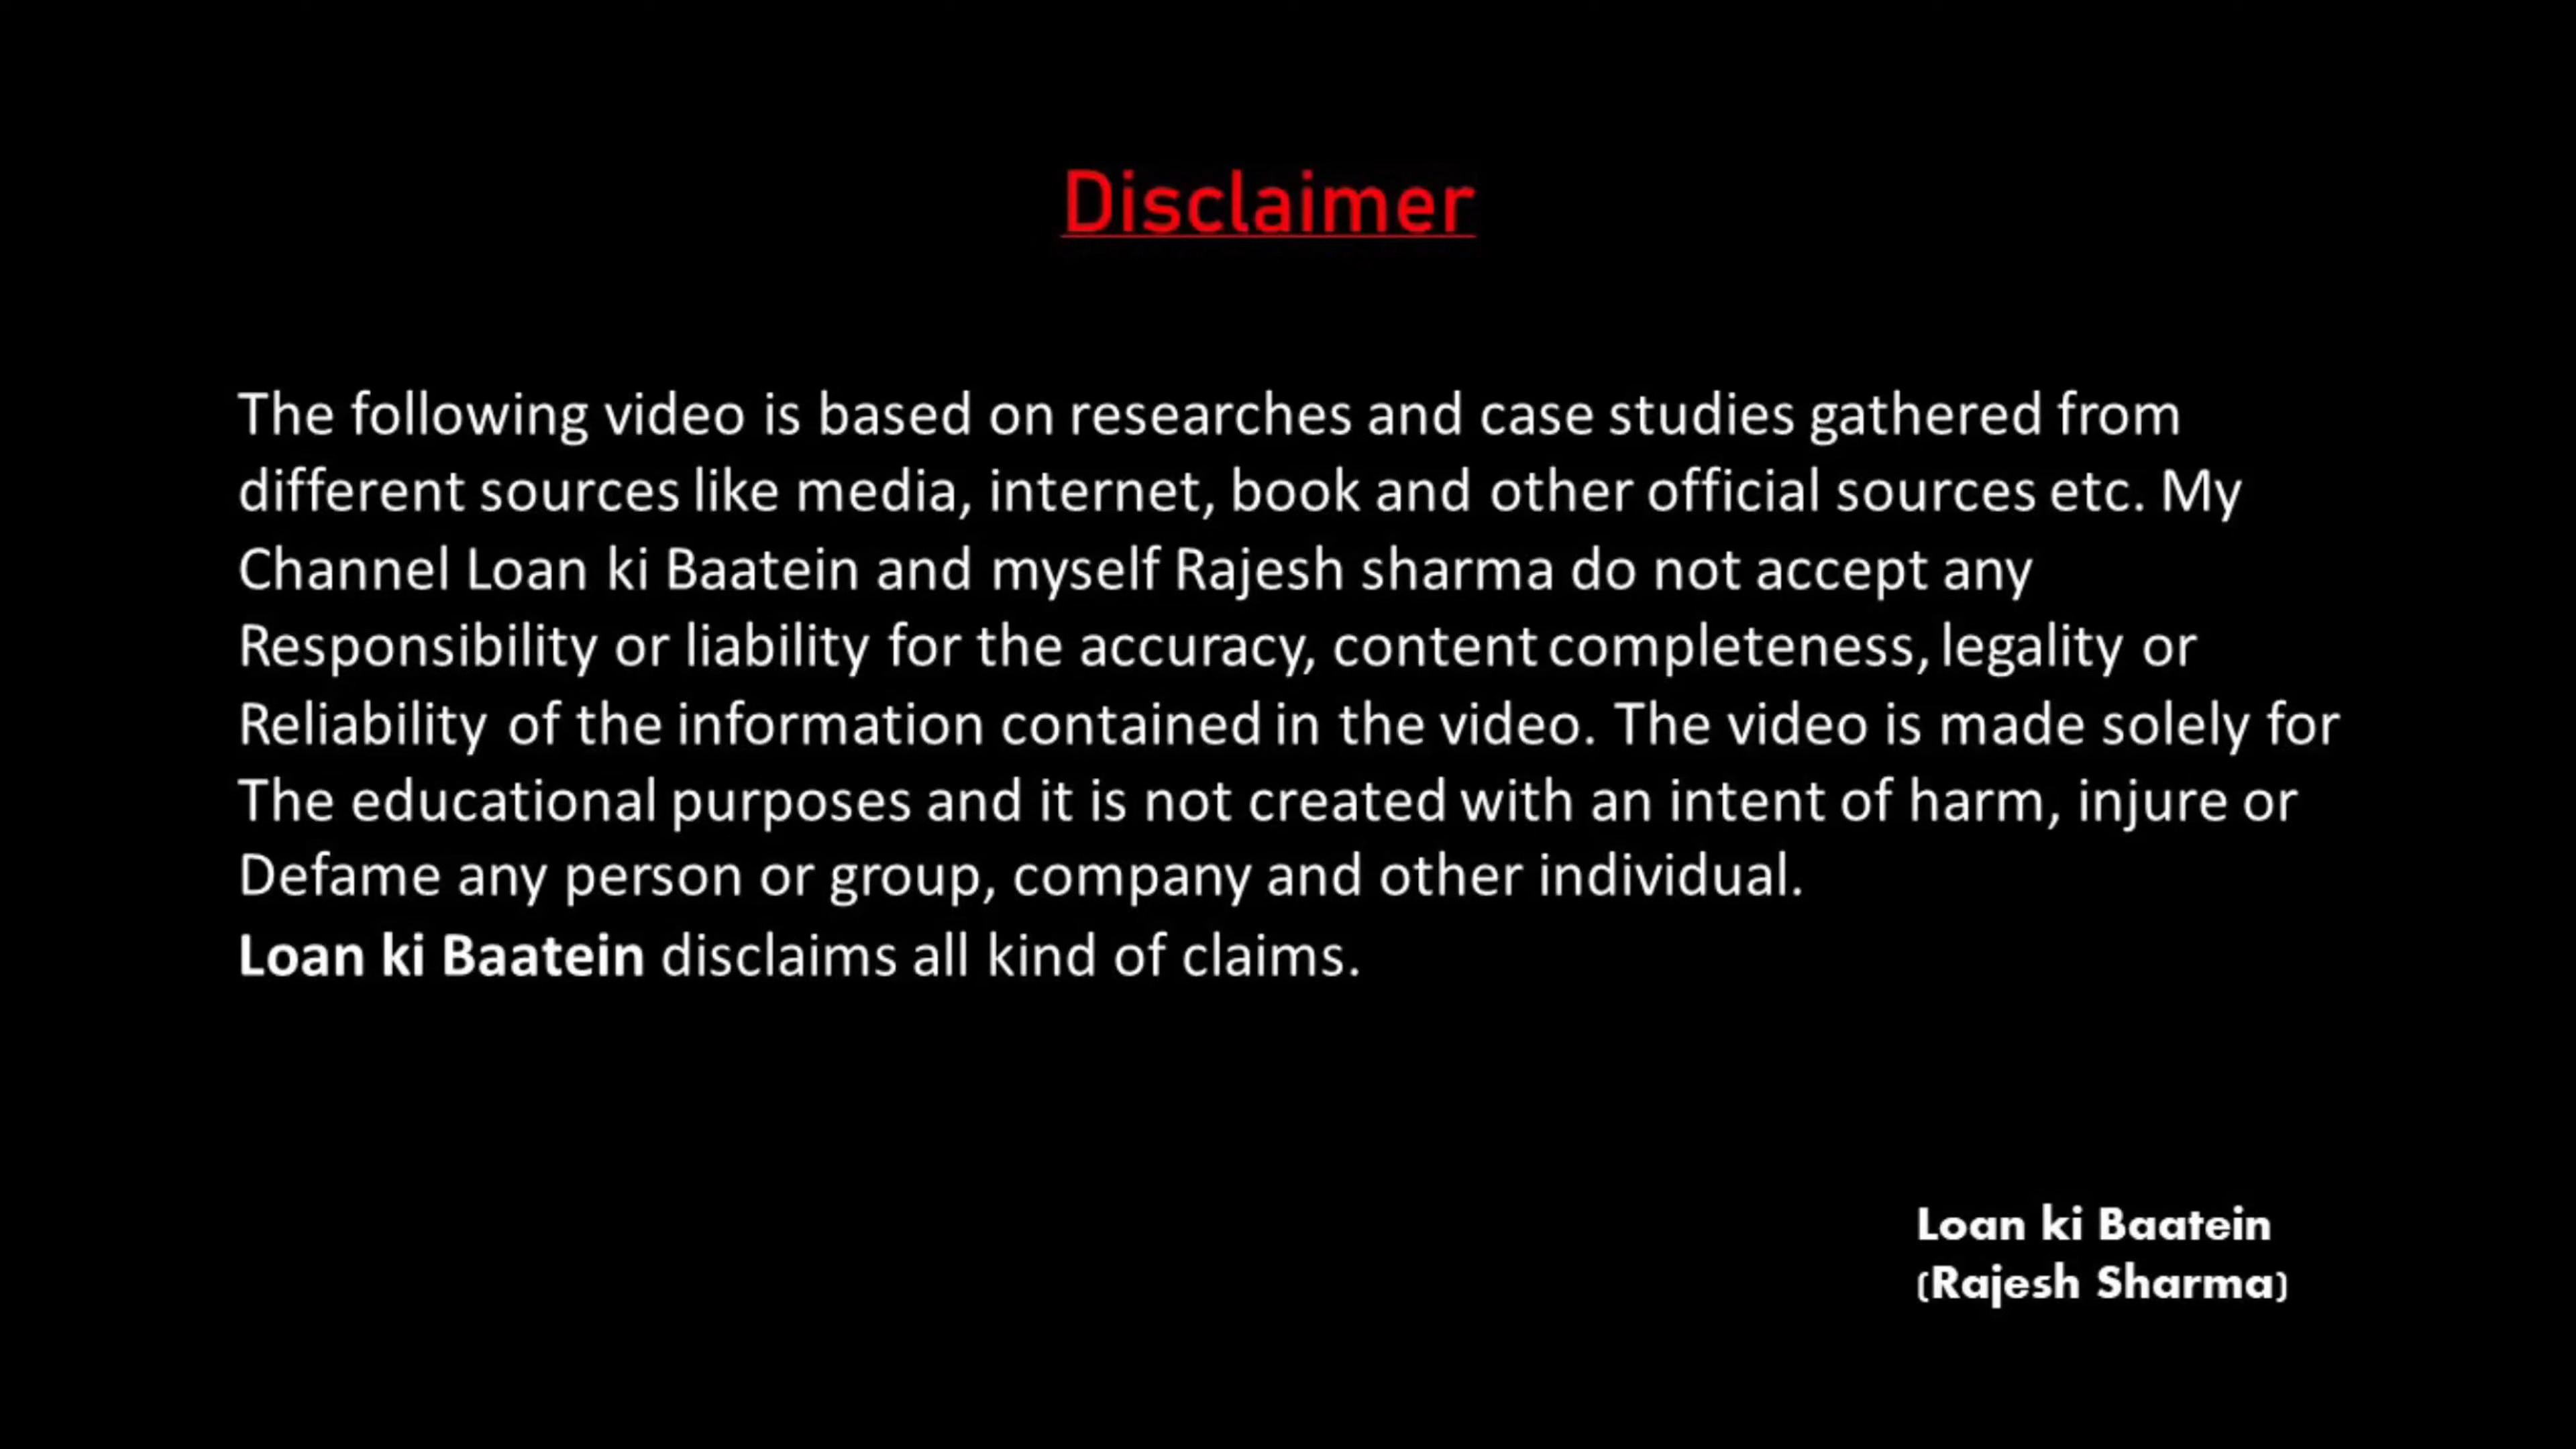 Disclaimer
The following video is based on researches and case studies gathered from
different sources like media, internet, book and other official sources etc. My
Channel Loan ki Baatein and myself Rajesh sharma do not accept any
Responsibility or liability for the accuracy, content completeness, legality or
Reliability of the information contained in the video. The video is made solely for
The educational purposes and it is not created with an intent of harm, injure or
Defame any person or group, company and other individual.
Loan ki Baatein disclaims all kind of claims.
Loan ki Baatein
(Rajesh Sharma)